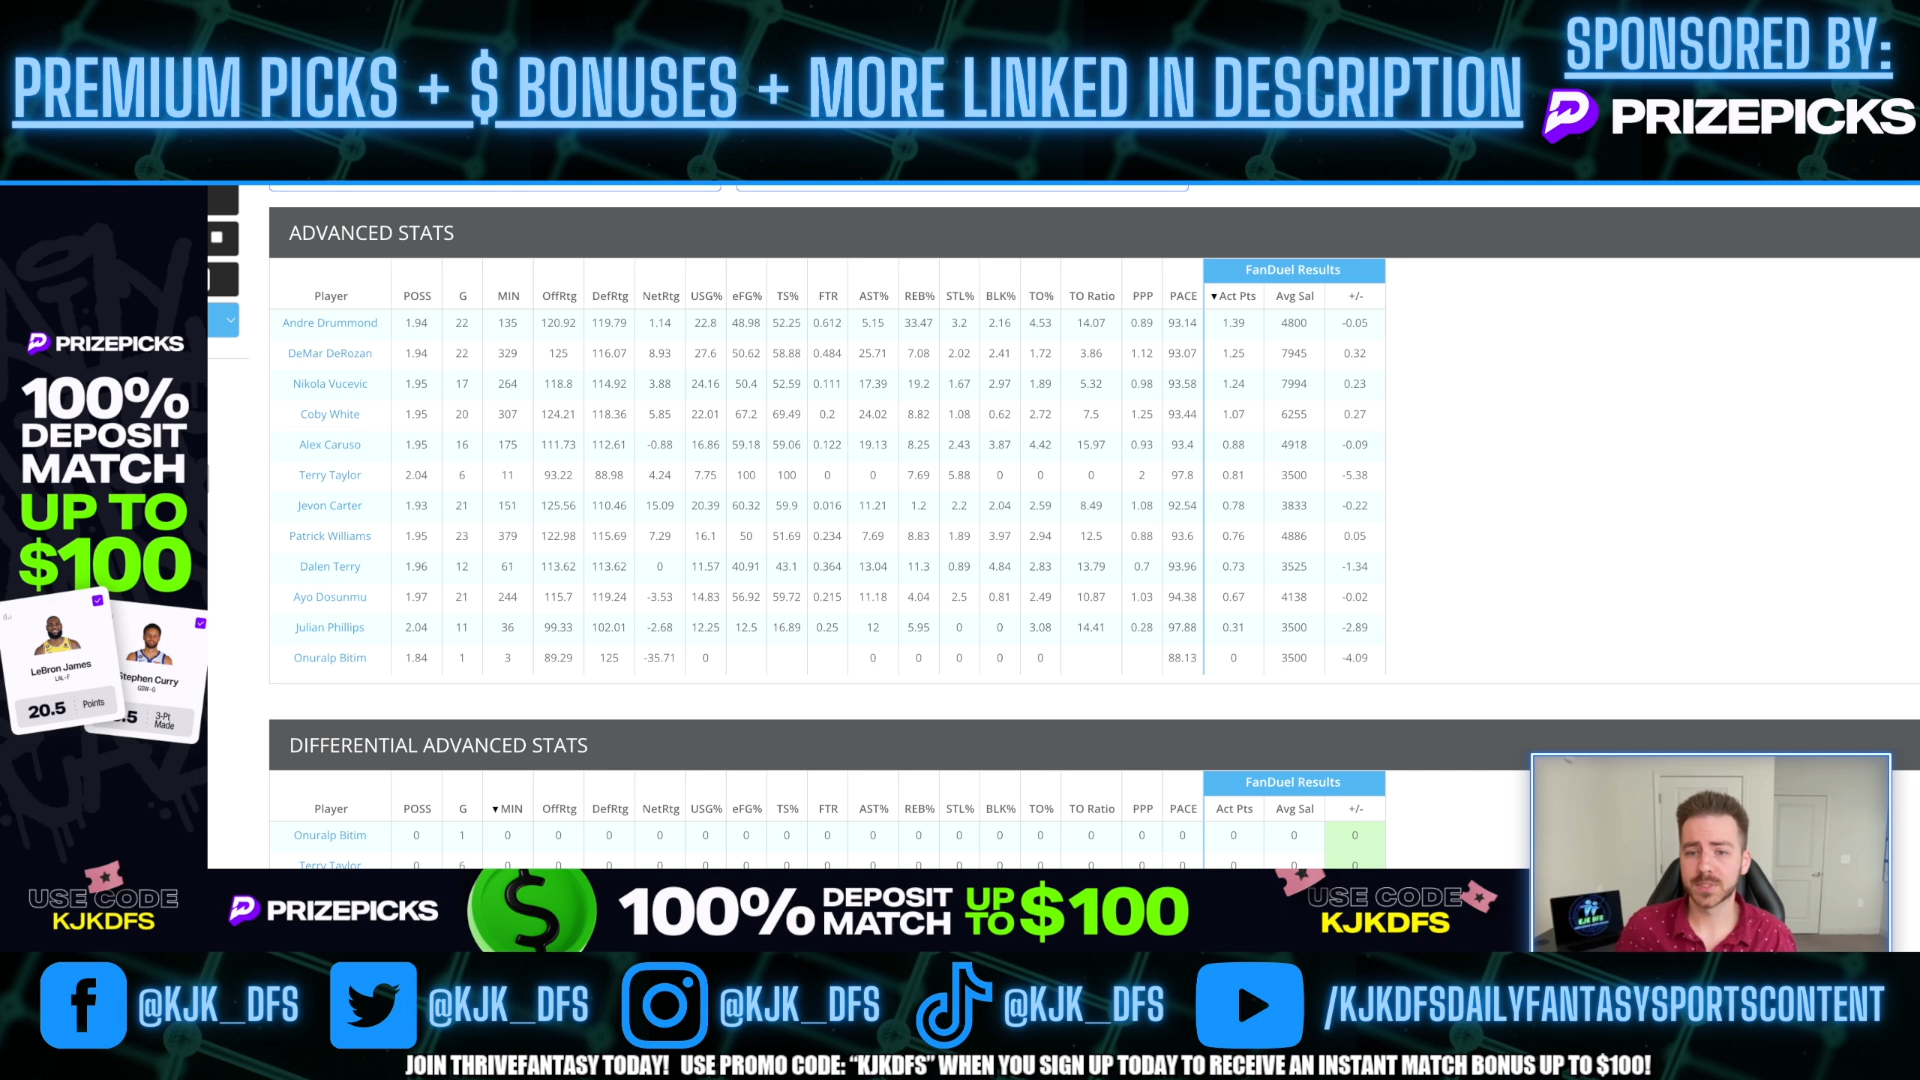 PREMIUM PICKS + $ BONUSES + MORE LINKED IN DESCRIPTION
SPONSORED BY:
PRIZEPICKS
ADVANCED STATS
FanDuel Results
Player POSS G MIN OffRtg DefRtg NetRtg USG% eFG% TS% FTR AST% REB% STL% BLK% TO% TO Ratio PPP PACE ▼Act Pts Avg Sal +/-
Andre Drummond 1.94 22 135 120.92 119.79 1.14 22.8 48.98 52.25 0.612 5.15 33.47 3.2 2.16 4.53 14.07 0.89 93.14 1.39 4800 -0.05
DeMar DeRozan 1.94 22 329 125 116.07 8.93 27.6 50.62 58.88 0.484 25.71 7.08 2.02 2.41 1.72 3.86 1.12 93.07 1.25 7945 0.32
Nikola Vucevic 1.95 17 264 118.8 114.92 3.88 24.16 50.4 52.59 0.111 17.39 19.2 1.67 2.97 1.89 5.32 0.98 93.58 1.24 7994 0.23
Coby White 1.95 20 307 124.21 118.36 5.85 22.01 67.2 69.49 0.2 24.02 8.82 1.08 0.62 2.72 7.5 1.25 93.44 1.07 6255 0.27
Alex Caruso 1.95 16 175 111.73 112.61 -0.88 16.86 59.18 59.06 0.122 19.13 8.25 2.43 3.87 4.42 15.97 0.93 93.4 0.88 4918 -0.09
Terry Taylor 2.04 6 11 93.22 88.98 4.24 7.75 100 100 0 0 7.69 5.88 0 0 0 2 97.8 0.81 3500 -5.38
Jevon Carter 1.93 21 151 125.56 110.46 15.09 20.39 60.32 59.9 0.016 11.21 1.2 2.2 2.04 2.59 8.49 1.08 92.54 0.78 3833 -0.22
Patrick Williams 1.95 23 379 122.98 115.69 7.29 16.1 50 51.69 0.234 7.69 8.83 1.89 3.97 2.94 12.5 0.88 93.6 0.76 4886 0.05
Dalen Terry 1.96 12 61 113.62 113.62 0 11.57 40.91 43.1 0.364 13.04 11.3 0.89 4.84 2.83 13.79 0.7 93.96 0.73 3525 -1.34
Ayo Dosunmu 1.97 21 244 115.7 119.24 -3.53 14.83 56.92 59.72 0.215 11.18 4.04 2.5 0.81 2.49 10.87 1.03 94.38 0.67 4138 -0.02
Julian Phillips 2.04 11 36 99.33 102.01 -2.68 12.25 12.5 16.89 0.25 12 5.95 0 0 3.08 14.41 0.28 97.88 0.31 3500 -2.89
Onuralp Bitim 1.84 1 3 89.29 125 -35.71 0 0 0 0 0 0 88.13 0 3500 -4.09
DIFFERENTIAL ADVANCED STATS
FanDuel Results
Player POSS G ▼MIN OffRtg DefRtg NetRtg USG% eFG% TS% FTR AST% REB% STL% BLK% TO% TO Ratio PPP PACE Act Pts Avg Sal +/-
Onuralp Bitim 0 1 0 0 0 0 0 0 0 0 0 0 0 0 0 0 0 0 0 0 0
Terry Taylor 0 6 0 0 0 0 0 0 0 0 0 0 0 0 0 0 0 0 0 0 0
PRIZEPICKS
100%
DEPOSIT
MATCH
UP TO
$100
LeBron James
LAL-F
20.5 Points
Stephen Curry
GSW-G
.5 3-Pt
Made
USE CODE
KJKDFS
PRIZEPICKS
100% DEPOSIT MATCH UP TO $100
USE CODE
KJKDFS
KJK DFS
@KJK_DFS @KJK_DFS @KJK_DFS @KJK_DFS /KJKDFSDAILYFANTASYSPORTSCONTENT
JOIN THRIVEFANTASY TODAY! USE PROMO CODE: "KJKDFS" WHEN YOU SIGN UP TODAY TO RECEIVE AN INSTANT MATCH BONUS UP TO $100!